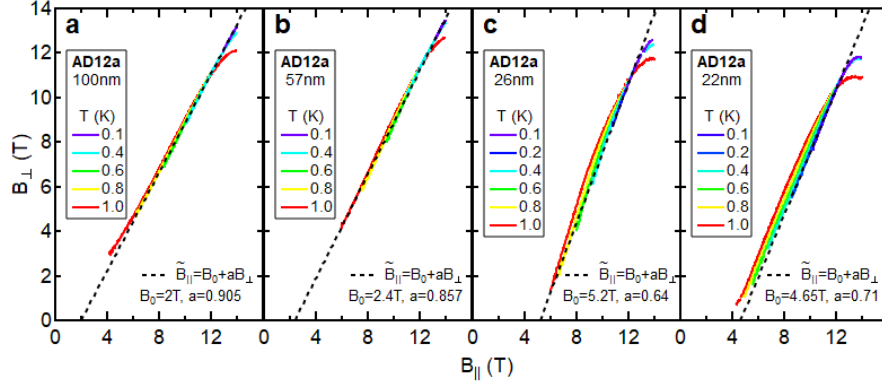 a
AD12a
100nm
T (K)
0.1
0.4
0.6
0.8
1.0
B̃||=B₀+aB⊥
B₀=2T, a=0.905
b
AD12a
57nm
T (K)
0.1
0.4
0.6
0.8
1.0
B̃||=B₀+aB⊥
B₀=2.4T, a=0.857
c
AD12a
26nm
T (K)
0.1
0.2
0.4
0.6
0.8
1.0
B̃||=B₀+aB⊥
B₀=5.2T, a=0.64
d
AD12a
22nm
T (K)
0.1
0.2
0.4
0.6
0.8
1.0
B̃||=B₀+aB⊥
B₀=4.65T, a=0.71
B⊥ (T)
14
12
10
8
6
4
2
0
0 4 8 12 0 4 8 12 0 4 8 12 0 4 8 12
B|| (T)